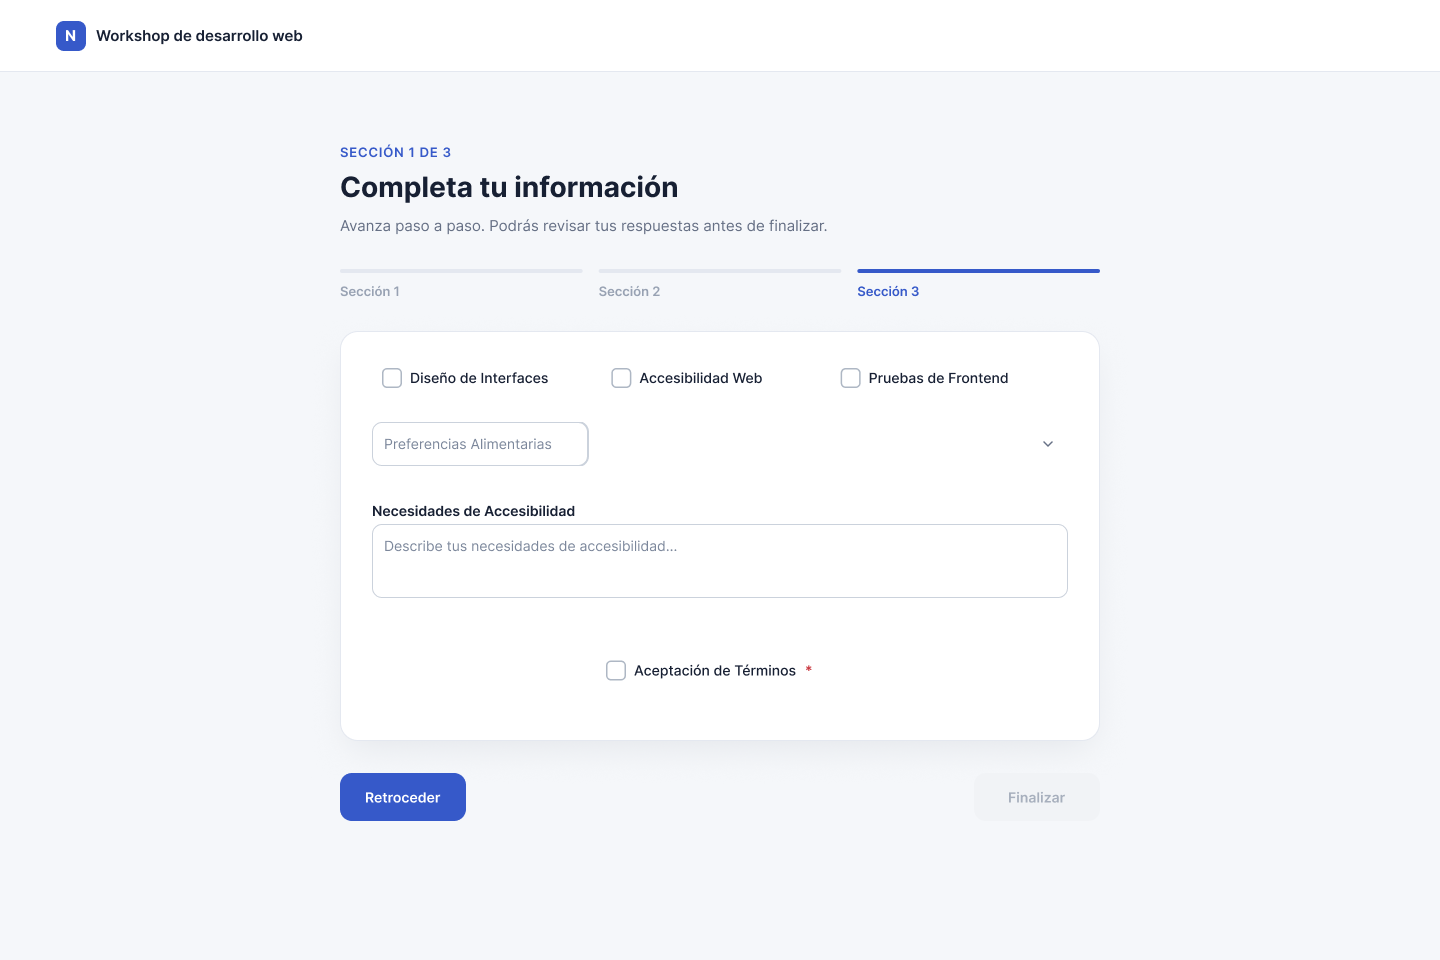 N Workshop de desarrollo web
SECCIÓN 1 DE 3
Completa tu información
Avanza paso a paso. Podrás revisar tus respuestas antes de finalizar.
Sección 1 Sección 2 Sección 3
Diseño de Interfaces Accesibilidad Web Pruebas de Frontend
Preferencias Alimentarias
Necesidades de Accesibilidad
Describe tus necesidades de accesibilidad...
Aceptación de Términos *
Retroceder Finalizar